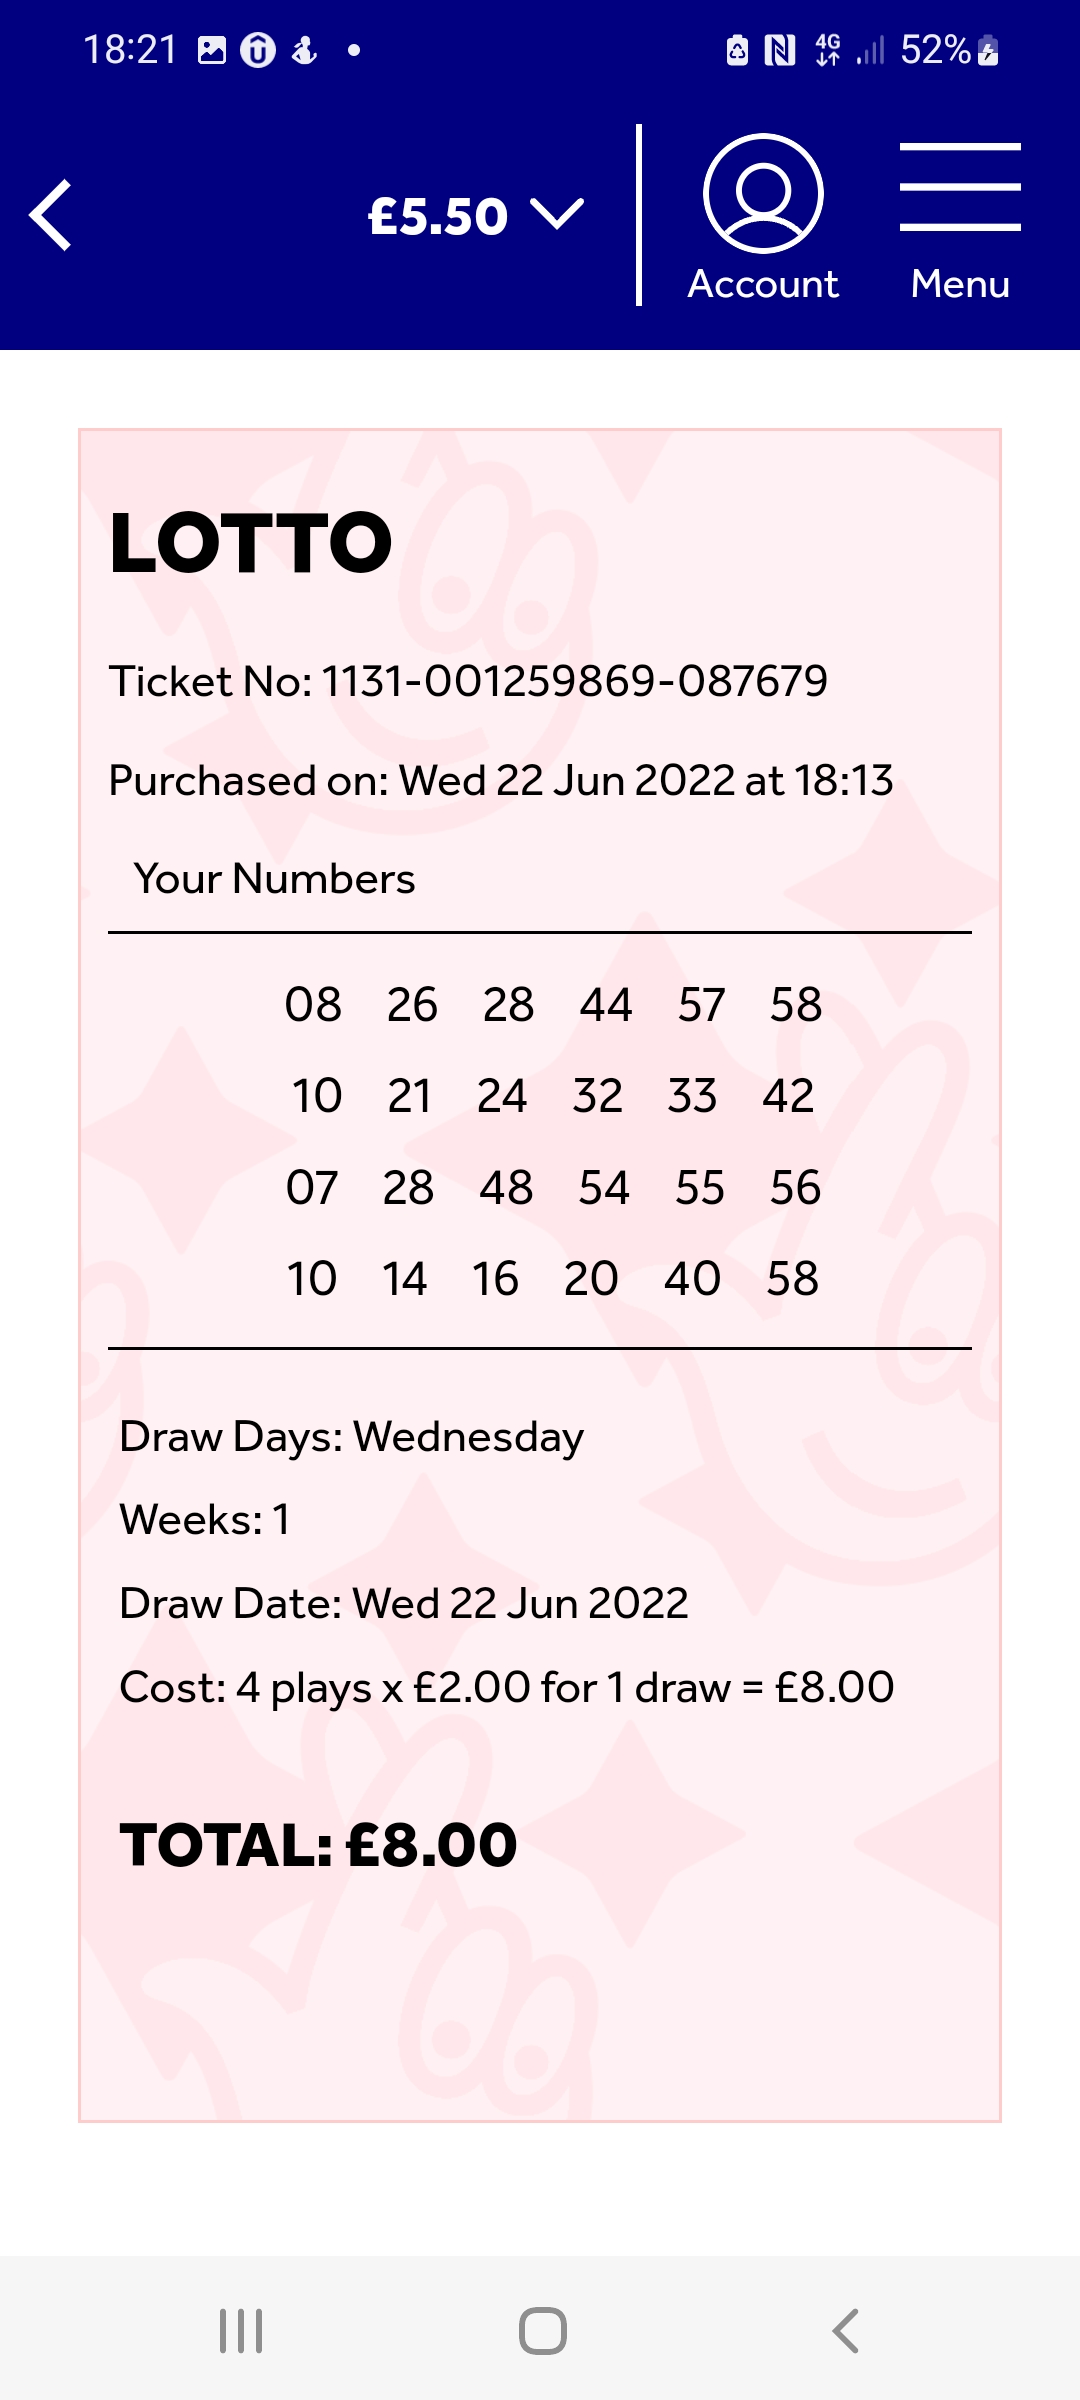 18:21 4G 52%
£5.50
Account Menu
LOTTO
Ticket No: 1131-001259869-087679
Purchased on: Wed 22 Jun 2022 at 18:13
Your Numbers
08 26 28 44 57 58
10 21 24 32 33 42
07 28 48 54 55 56
10 14 16 20 40 58
Draw Days: Wednesday
Weeks: 1
Draw Date: Wed 22 Jun 2022
Cost: 4 plays x £2.00 for 1 draw = £8.00
TOTAL: £8.00